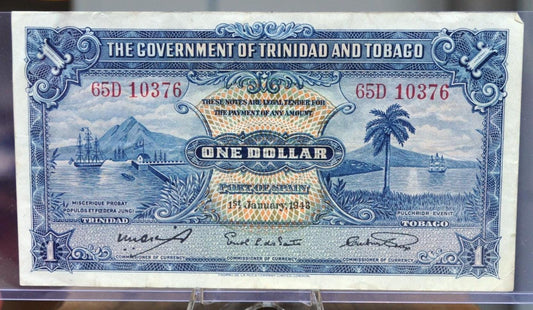 1 THE GOVERNMENT OF TRINIDAD AND TOBAGO 1
65D 10376 65D 10376
THESE NOTES ARE LEGAL TENDER FOR
THE PAYMENT OF ANY AMOUNT
ONE DOLLAR
PORT OF SPAIN
1st January 1948
MISCERIQUE PROBAT
POPULOS ET FŒDERA JUNGI
TRINIDAD
PULCHRIOR EVENIT
TOBAGO
1 1
COMMISSIONER OF CURRENCY. COMMISSIONER OF CURRENCY. COMMISSIONER OF CURRENCY.